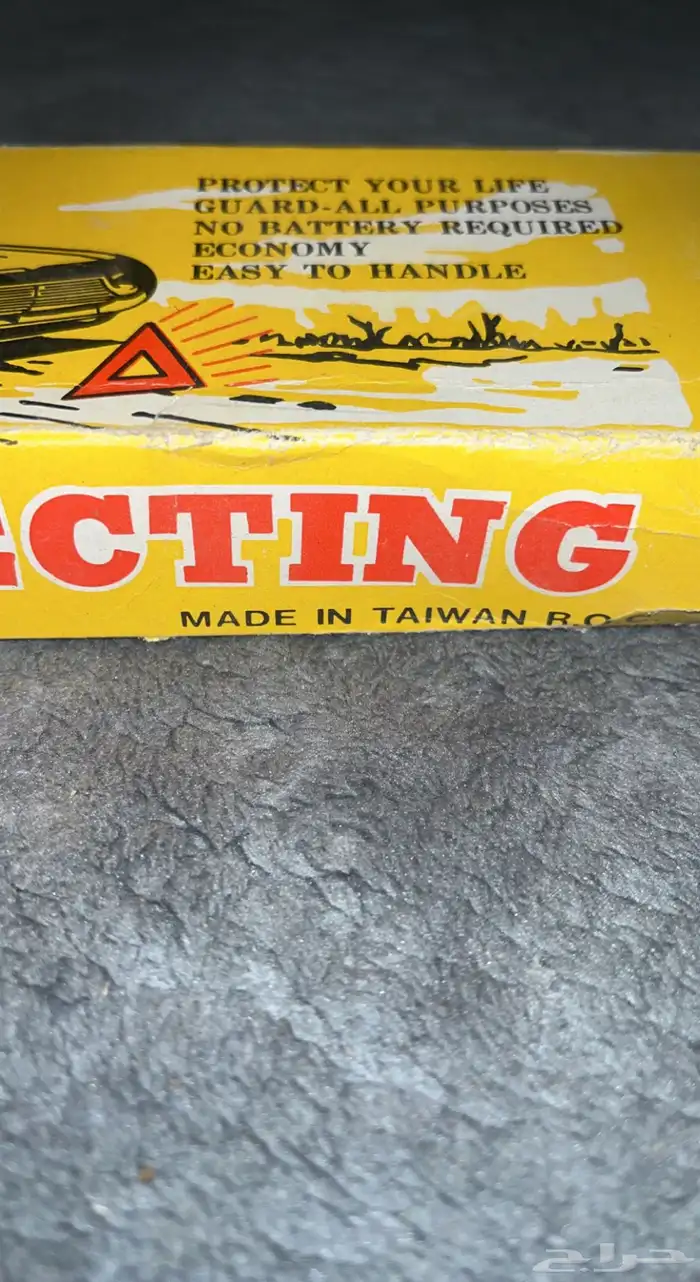 PROTECT YOUR LIFE
GUARD-ALL PURPOSES
NO BATTERY REQUIRED
ECONOMY
EASY TO HANDLE
CTING
MADE IN TAIWAN R.O.C
حراج